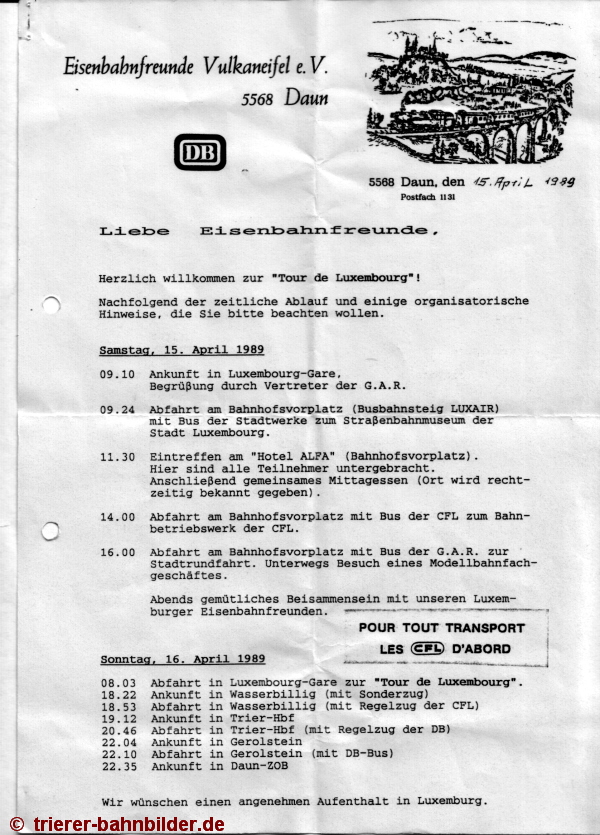 Eisenbahnfreunde Vulkaneifel e.V.
5568 Daun
DB
5568 Daun, den 15. April 1989
Postfach 1131
Liebe Eisenbahnfreunde,
Herzlich willkommen zur "Tour de Luxembourg"!
Nachfolgend der zeitliche Ablauf und einige organisatorische
Hinweise, die Sie bitte beachten wollen.
Samstag, 15. April 1989
09.10 Ankunft in Luxembourg-Gare,
Begrüßung durch Vertreter der G.A.R.
09.24 Abfahrt am Bahnhofsvorplatz (Busbahnsteig LUXAIR)
mit Bus der Stadtwerke zum Straßenbahnmuseum der
Stadt Luxembourg.
11.30 Eintreffen am "Hotel ALFA" (Bahnhofsvorplatz).
Hier sind alle Teilnehmer untergebracht.
Anschließend gemeinsames Mittagessen (Ort wird recht-
zeitig bekannt gegeben).
14.00 Abfahrt am Bahnhofsvorplatz mit Bus der CFL zum Bahn-
betriebswerk der CFL.
16.00 Abfahrt am Bahnhofsvorplatz mit Bus der G.A.R. zur
Stadtrundfahrt. Unterwegs Besuch eines Modellbahnfach-
geschäftes.
Abends gemütliches Beisammensein mit unseren Luxem-
burger Eisenbahnfreunden.
POUR TOUT TRANSPORT
LES CFL D'ABORD
Sonntag, 16. April 1989
08.03 Abfahrt in Luxembourg-Gare zur "Tour de Luxembourg".
18.22 Ankunft in Wasserbillig (mit Sonderzug)
18.53 Abfahrt in Wasserbillig (mit Regelzug der CFL)
19.12 Ankunft in Trier-Hbf
20.46 Abfahrt in Trier-Hbf (mit Regelzug der DB)
22.04 Ankunft in Gerolstein
22.10 Abfahrt in Gerolstein (mit DB-Bus)
22.35 Ankunft in Daun-ZOB
Wir wünschen einen angenehmen Aufenthalt in Luxemburg.
© trierer-bahnbilder.de